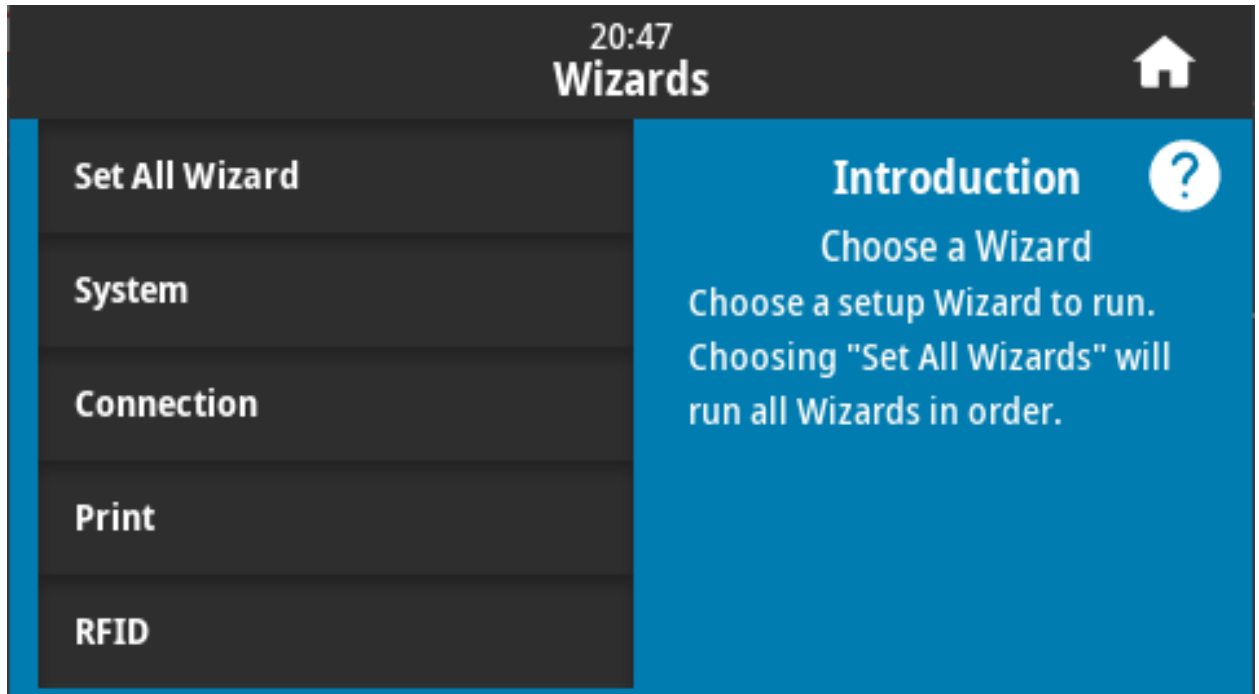 20:47
Wizards
Set All Wizard
System
Connection
Print
RFID
Introduction
?
Choose a Wizard
Choose a setup Wizard to run.
Choosing "Set All Wizards" will
run all Wizards in order.